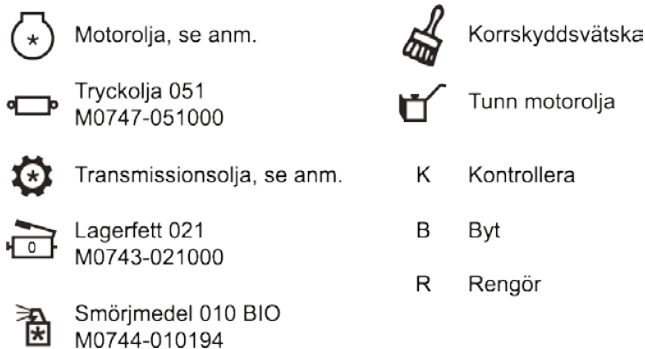 * Motorolja, se anm.
Tryckolja 051
M0747-051000
* Transmissionsolja, se anm.
0 Lagerfett 021
M0743-021000
* Smörjmedel 010 BIO
M0744-010194
Korrskyddsvätska
Tunn motorolja
K Kontrollera
B Byt
R Rengör